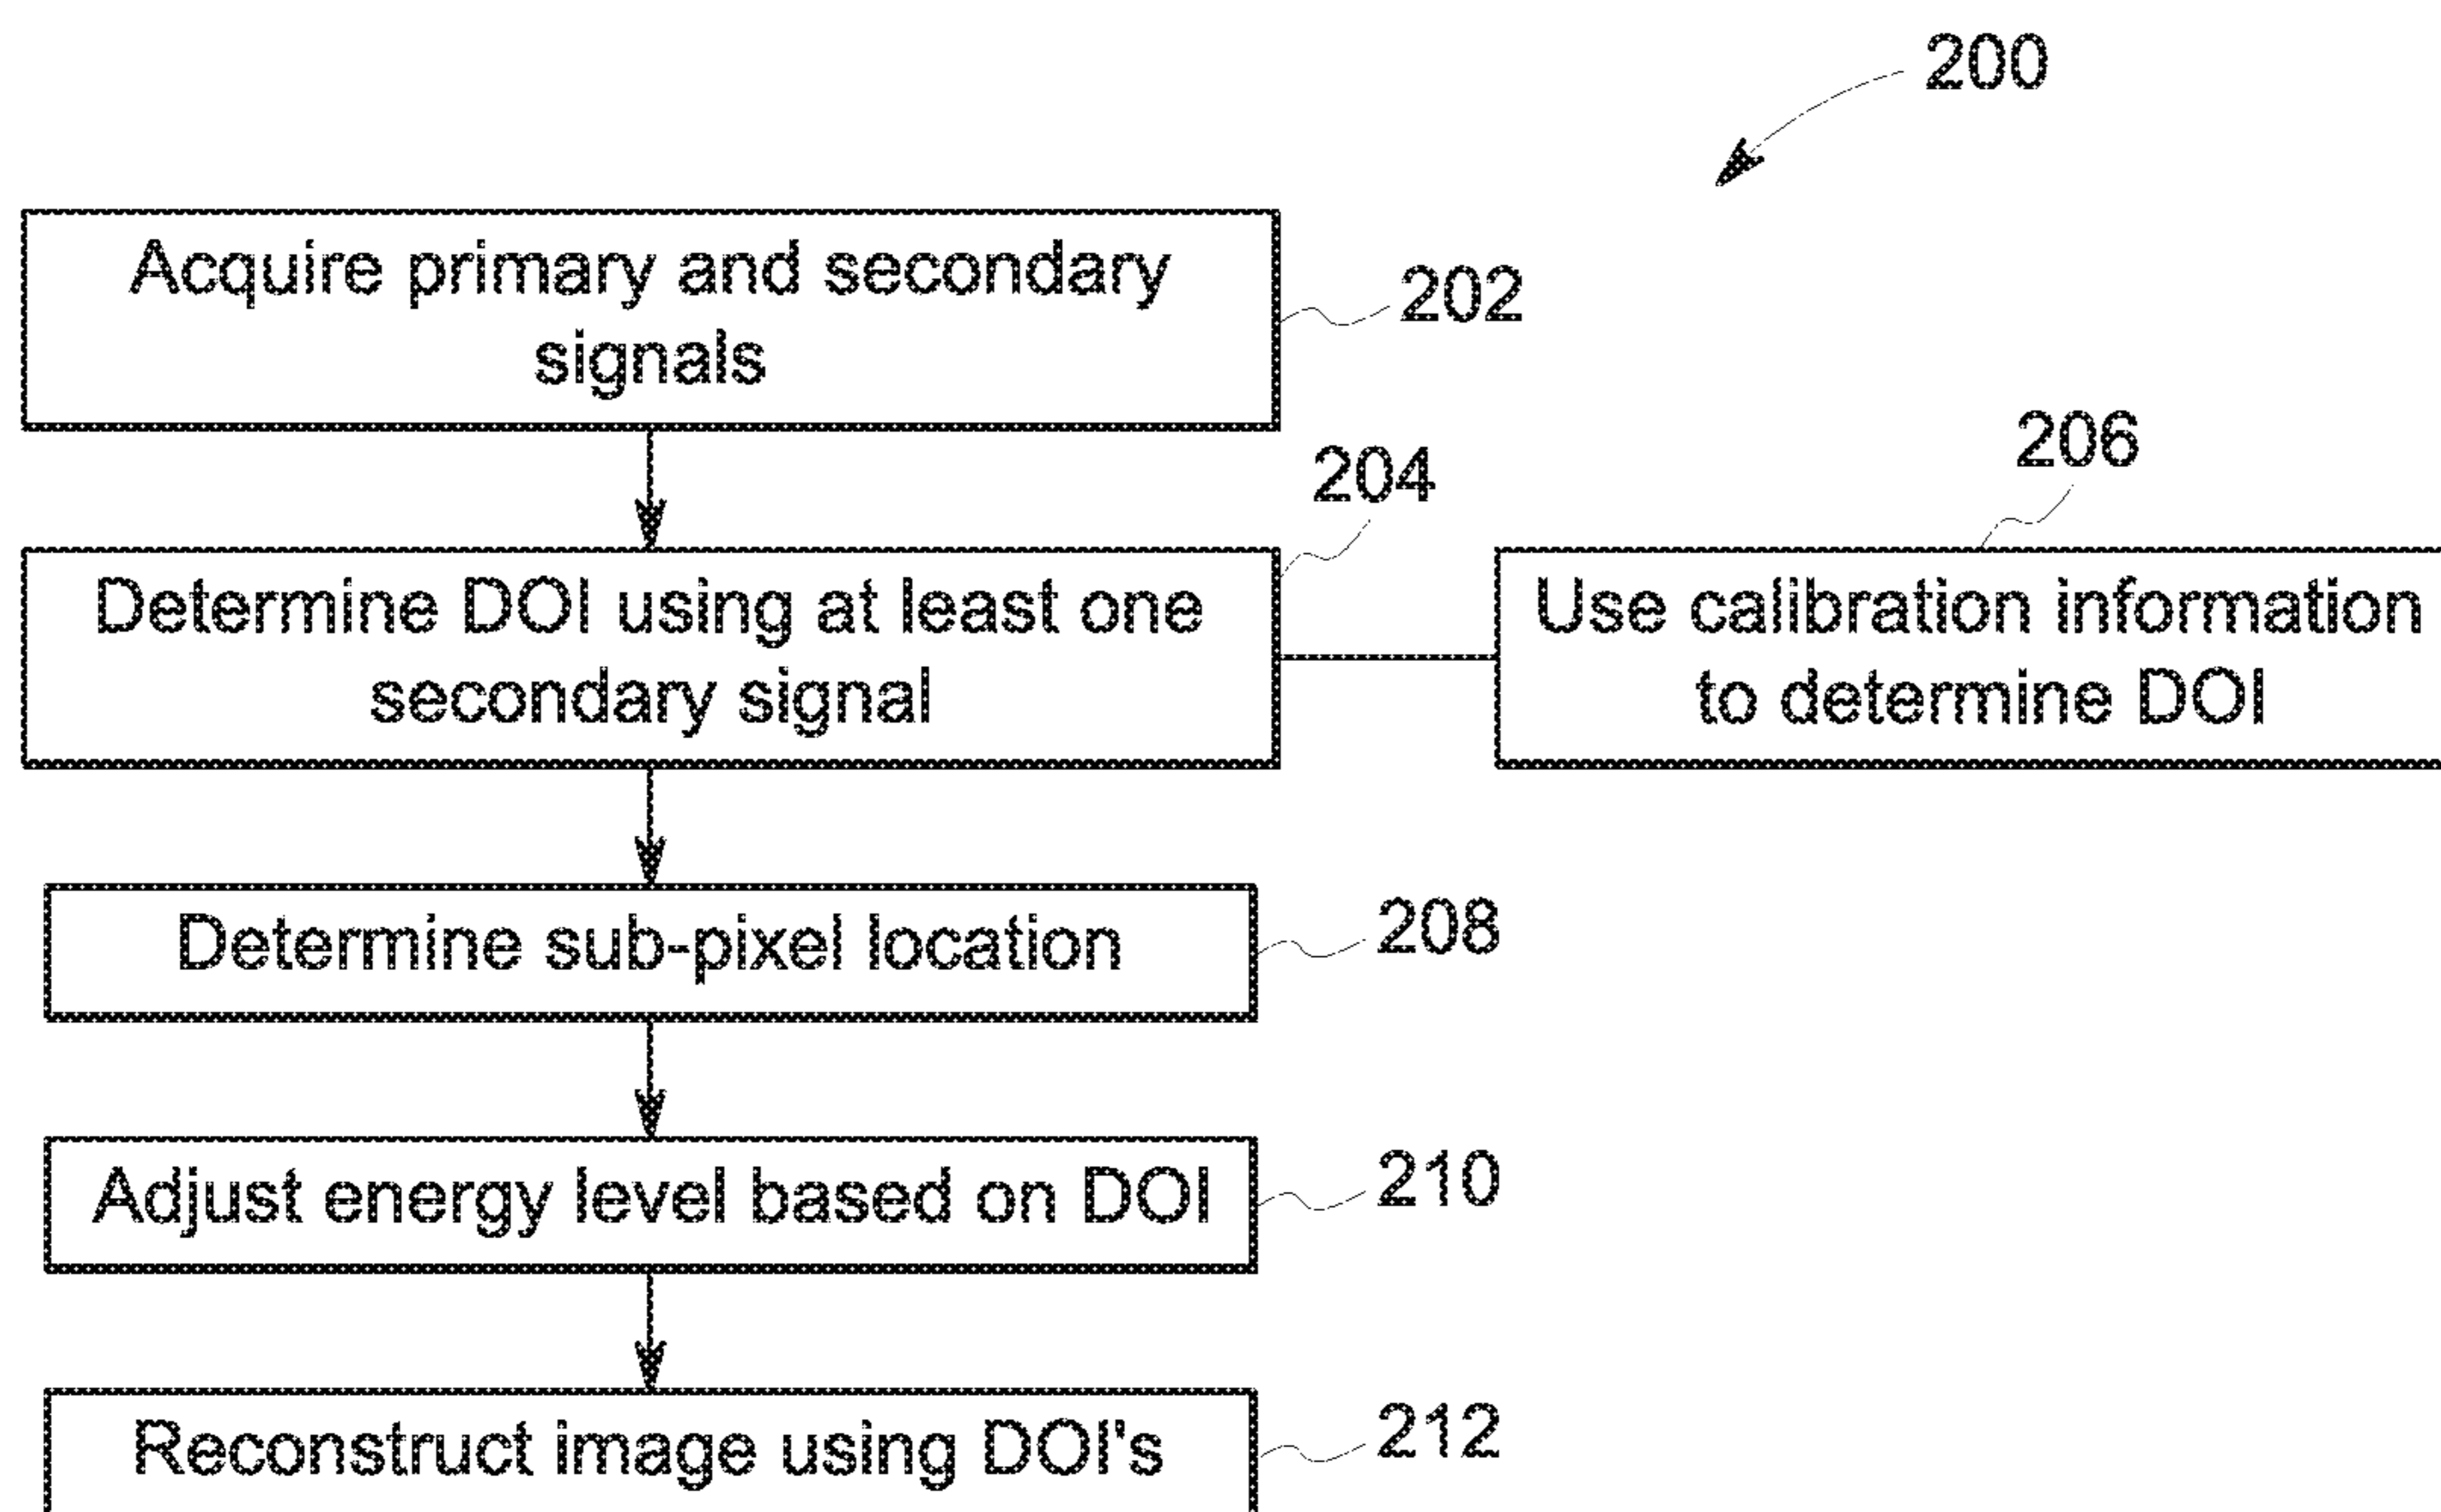 200
Acquire primary and secondary
signals
202
204
206
Determine DOI using at least one
secondary signal
Use calibration information
to determine DOI
Determine sub-pixel location
208
Adjust energy level based on DOI
210
Reconstruct image using DOI's
212